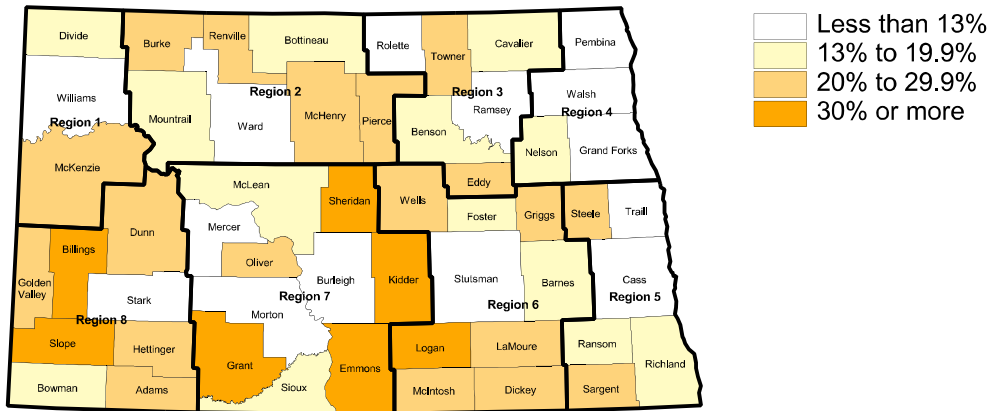 Divide
Burke
Renville
Bottineau
Rolette
Towner
Cavalier
Pembina
Williams
Region 1
Mountrail
Region 2
Ward
McHenry
Pierce
Region 3
Benson
Ramsey
Walsh
Region 4
Nelson
Grand Forks
McKenzie
McLean
Sheridan
Wells
Eddy
Foster
Griggs
Steele
Traill
Dunn
Mercer
Oliver
Burleigh
Kidder
Stutsman
Barnes
Cass
Billings
Golden
Valley
Stark
Region 7
Morton
Region 6
Region 5
Region 8
Slope
Hettinger
Grant
Emmons
Logan
LaMoure
Ransom
Richland
Bowman
Adams
Sioux
McIntosh
Dickey
Sargent
Less than 13%
13% to 19.9%
20% to 29.9%
30% or more